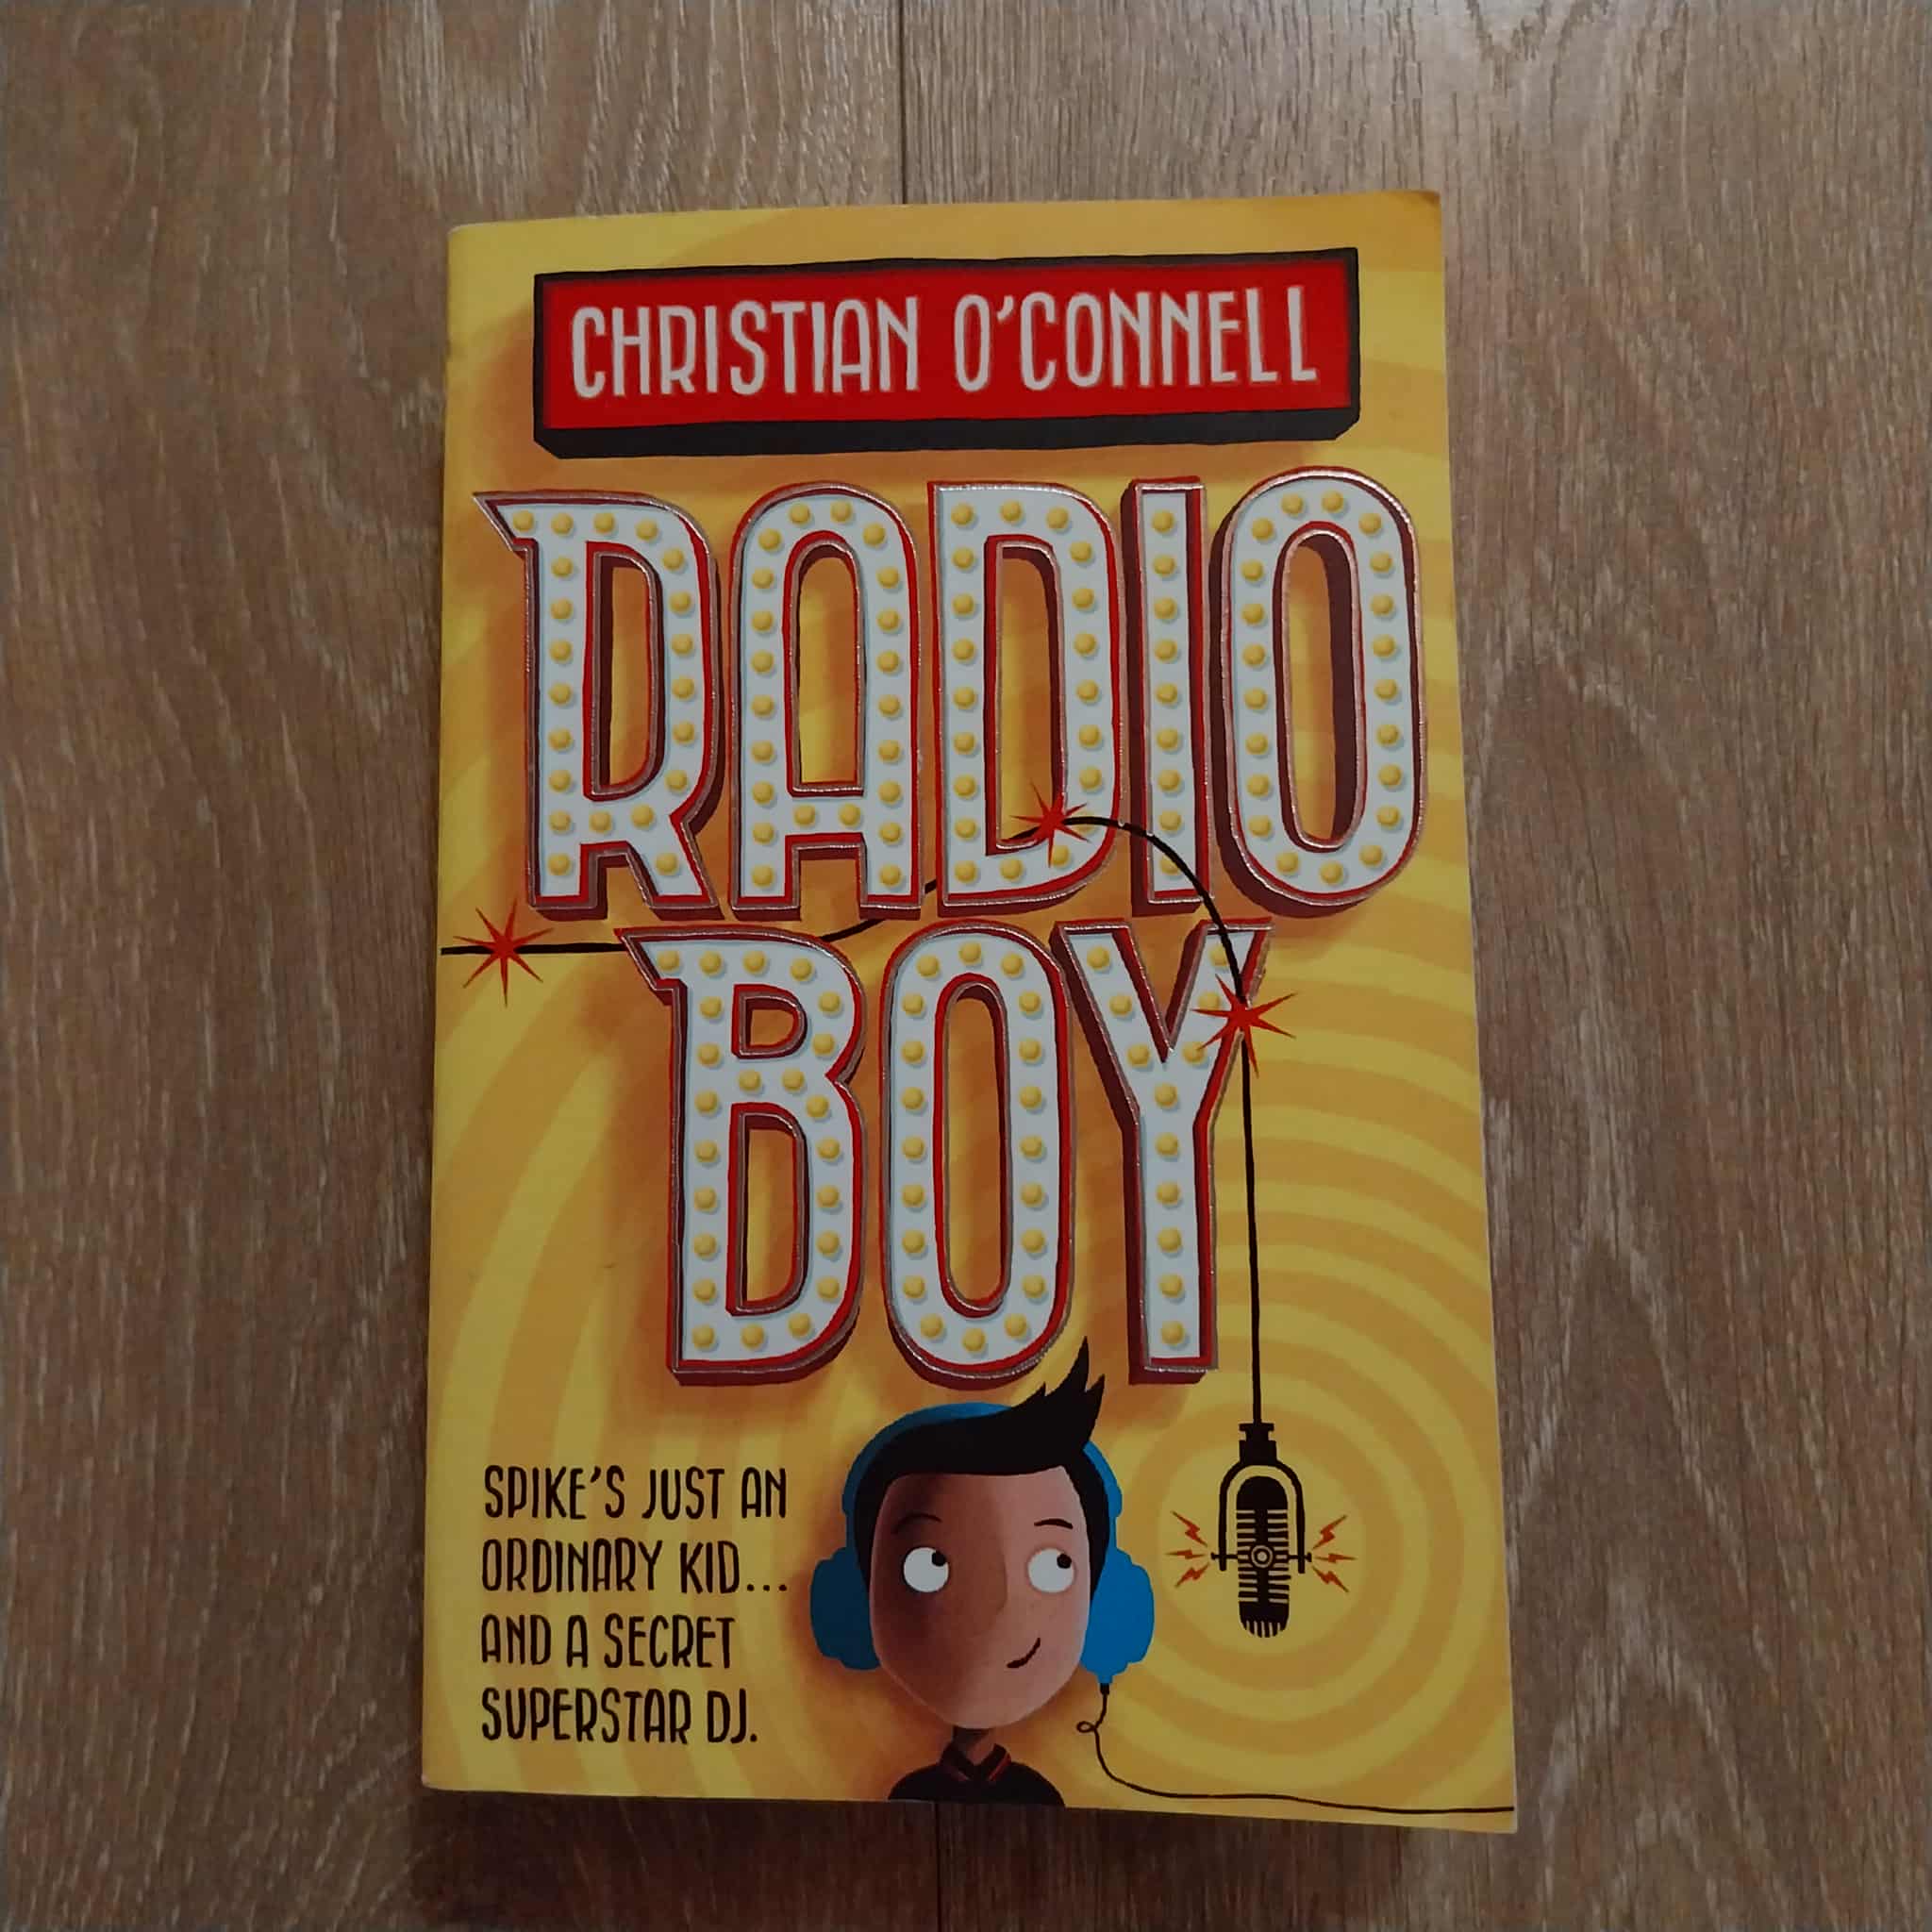 CHRISTIAN O'CONNELL
RADIO
BOY
SPIKE'S JUST AN
ORDINARY KID...
AND A SECRET
SUPERSTAR DJ.